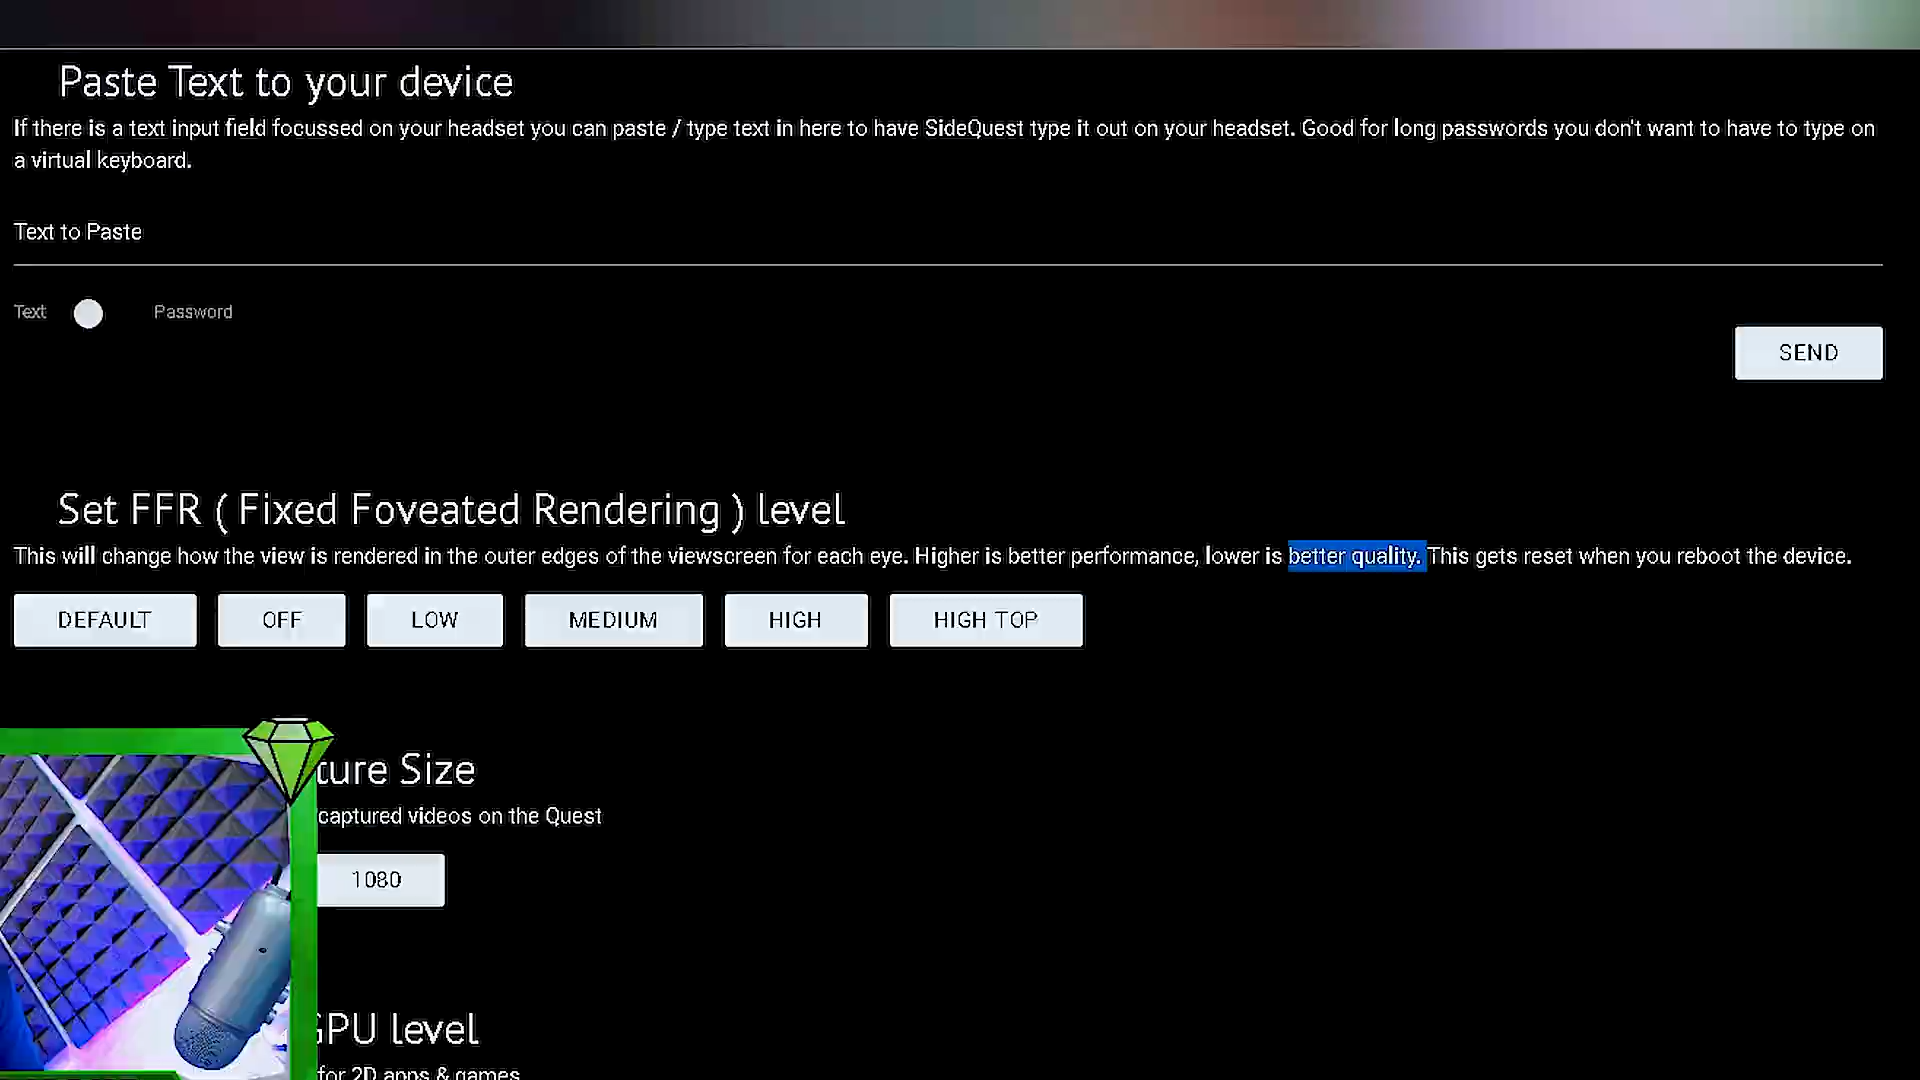 Paste Text to your device
If there is a text input field focussed on your headset you can paste / type text in here to have SideQuest type it out on your headset. Good for long passwords you don't want to have to type on
a virtual keyboard.
Text to Paste
Text Password
SEND
Set FFR ( Fixed Foveated Rendering ) level
This will change how the view is rendered in the outer edges of the viewscreen for each eye. Higher is better performance, lower is better quality. This gets reset when you reboot the device.
DEFAULT OFF LOW MEDIUM HIGH HIGH TOP
ture Size
captured videos on the Quest
1080
GPU level
for 2D apps & games